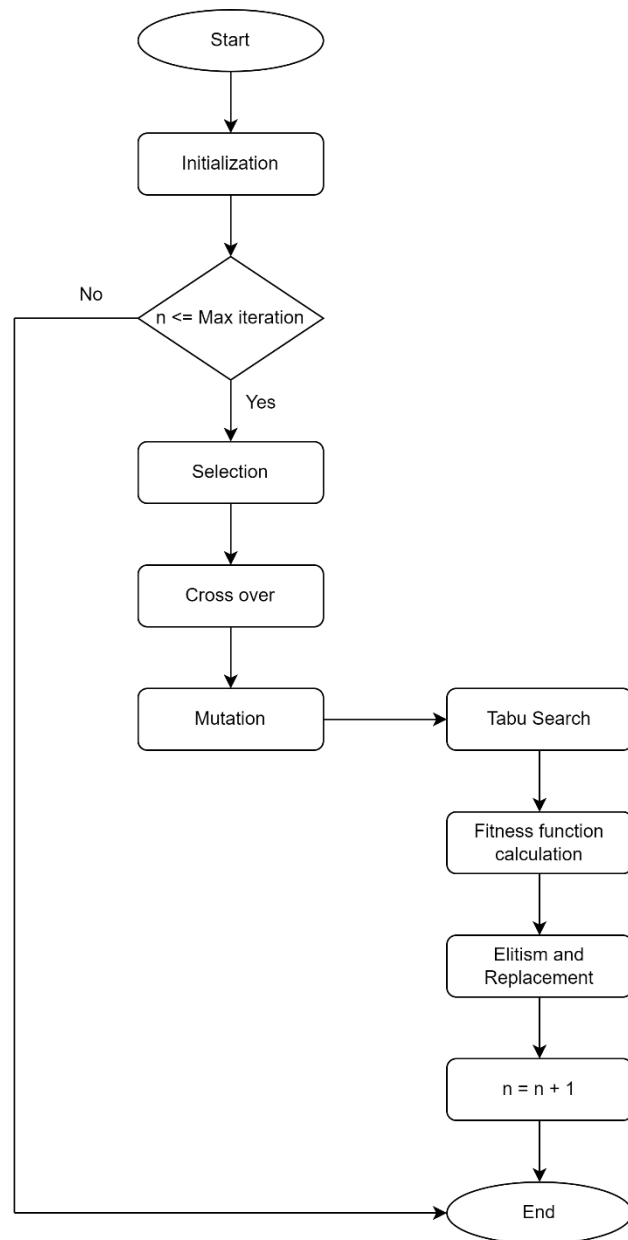 Start
Initialization
No
n <= Max iteration
Yes
Selection
Cross over
Mutation
Tabu Search
Fitness function
calculation
Elitism and
Replacement
n = n + 1
End